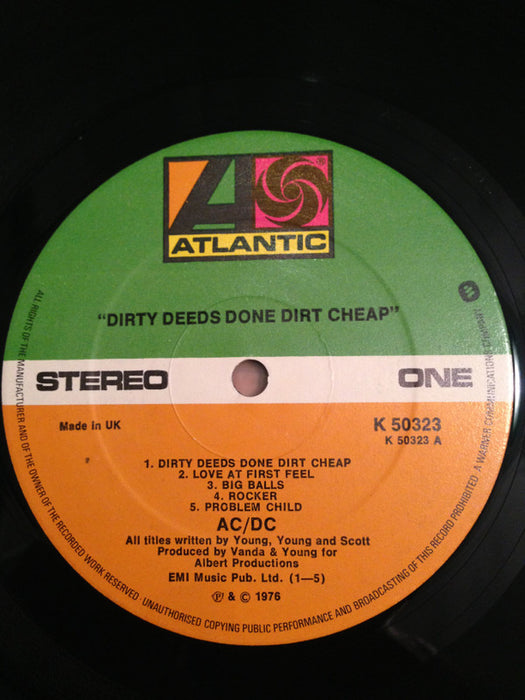 ATLANTIC
®
"DIRTY DEEDS DONE DIRT CHEAP"
STEREO
ONE
Made in UK
K 50323
K 50323 A
1. DIRTY DEEDS DONE DIRT CHEAP
2. LOVE AT FIRST FEEL
3. BIG BALLS
4. ROCKER
5. PROBLEM CHILD
AC/DC
All titles written by Young, Young and Scott
Produced by Vanda & Young for
Albert Productions
EMI Music Pub. Ltd. (1—5)
℗ & © 1976
ALL RIGHTS OF THE MANUFACTURER AND OF THE OWNER OF THE RECORDED WORK RESERVED · UNAUTHORISED COPYING PUBLIC PERFORMANCE AND BROADCASTING OF THIS RECORD PROHIBITED · A WARNER COMMUNICATIONS COMPANY